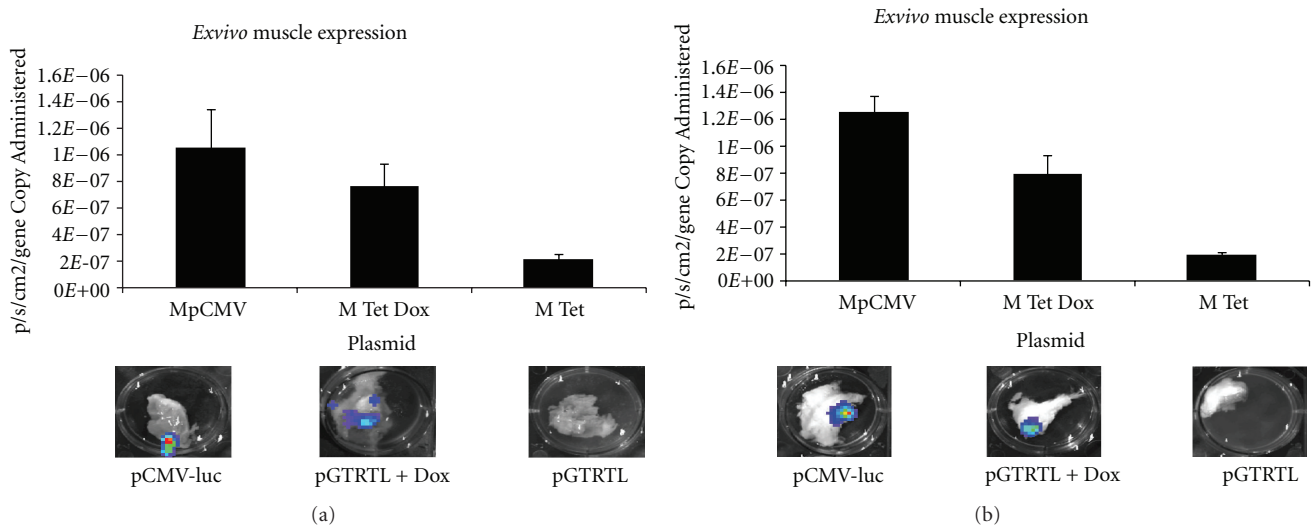 Exvivo muscle expression
p/s/cm2/gene Copy Administered
1.6E−06
1.4E−06
1.2E−06
1E−06
8E−07
6E−07
4E−07
2E-07
0E+00
MpCMV
M Tet Dox
M Tet
Plasmid
pCMV-luc
pGTRTL + Dox
pGTRTL
(a)
Exvivo muscle expression
p/s/cm2/gene Copy Administered
1.6E−06
1.4E−06
1.2E−06
1E−06
8E−07
6E−07
4E−07
2E−07
0E+00
MpCMV
M Tet Dox
M Tet
Plasmid
pCMV-luc
pGTRTL + Dox
pGTRTL
(b)